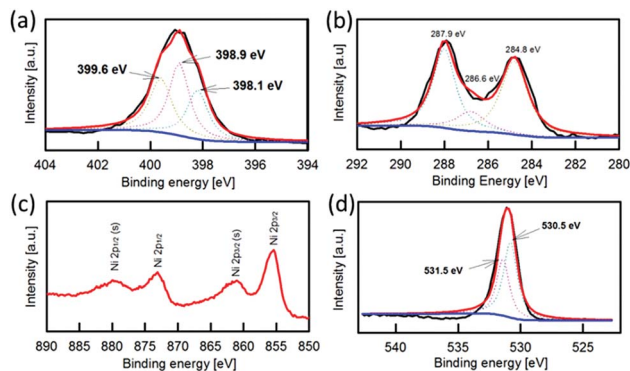 (a)
399.6 eV
398.9 eV
398.1 eV
Intensity [a.u.]
404 402 400 398 396 394
Binding energy [eV]
(b)
287.9 eV
286.6 eV
284.8 eV
Intensity [a.u.]
292 290 288 286 284 282 280
Binding Energy [eV]
(c)
Ni 2p1/2 (s)
Ni 2p1/2
Ni 2p3/2 (s)
Ni 2p3/2
Intensity [a.u.]
890 885 880 875 870 865 860 855 850
Binding energy [eV]
(d)
530.5 eV
531.5 eV
Intensity [a.u.]
540 535 530 525
Binding energy [eV]